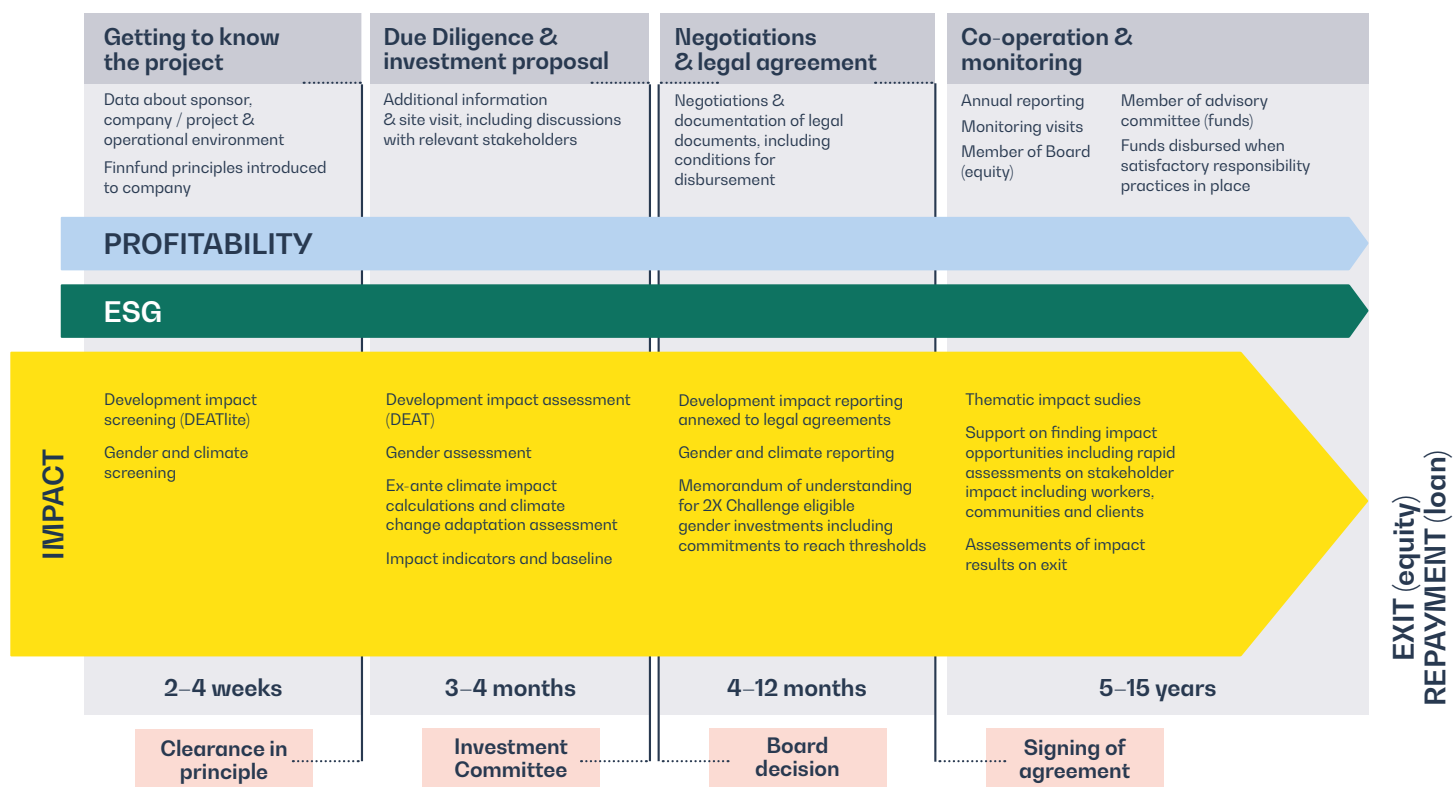 Getting to know
the project
Data about sponsor,
company / project &
operational environment
Finnfund principles introduced
to company
Due Diligence &
investment proposal
Additional information
& site visit, including discussions
with relevant stakeholders
Negotiations
& legal agreement
Negotiations &
documentation of legal
documents, including
conditions for
disbursement
Co-operation &
monitoring
Annual reporting
Monitoring visits
Member of Board
(equity)
Member of advisory
committee (funds)
Funds disbursed when
satisfactory responsibility
practices in place
PROFITABILITY
ESG
IMPACT
Development impact
screening (DEATlite)
Gender and climate
screening
Development impact assessment
(DEAT)
Gender assessment
Ex-ante climate impact
calculations and climate
change adaptation assessment
Impact indicators and baseline
Development impact reporting
annexed to legal agreements
Gender and climate reporting
Memorandum of understanding
for 2X Challenge eligible
gender investments including
commitments to reach thresholds
Thematic impact sudies
Support on finding impact
opportunities including rapid
assessments on stakeholder
impact including workers,
communities and clients
Assessements of impact
results on exit
EXIT (equity)
REPAYMENT (loan)
2–4 weeks
3–4 months
4–12 months
5–15 years
Clearance in
principle
Investment
Committee
Board
decision
Signing of
agreement